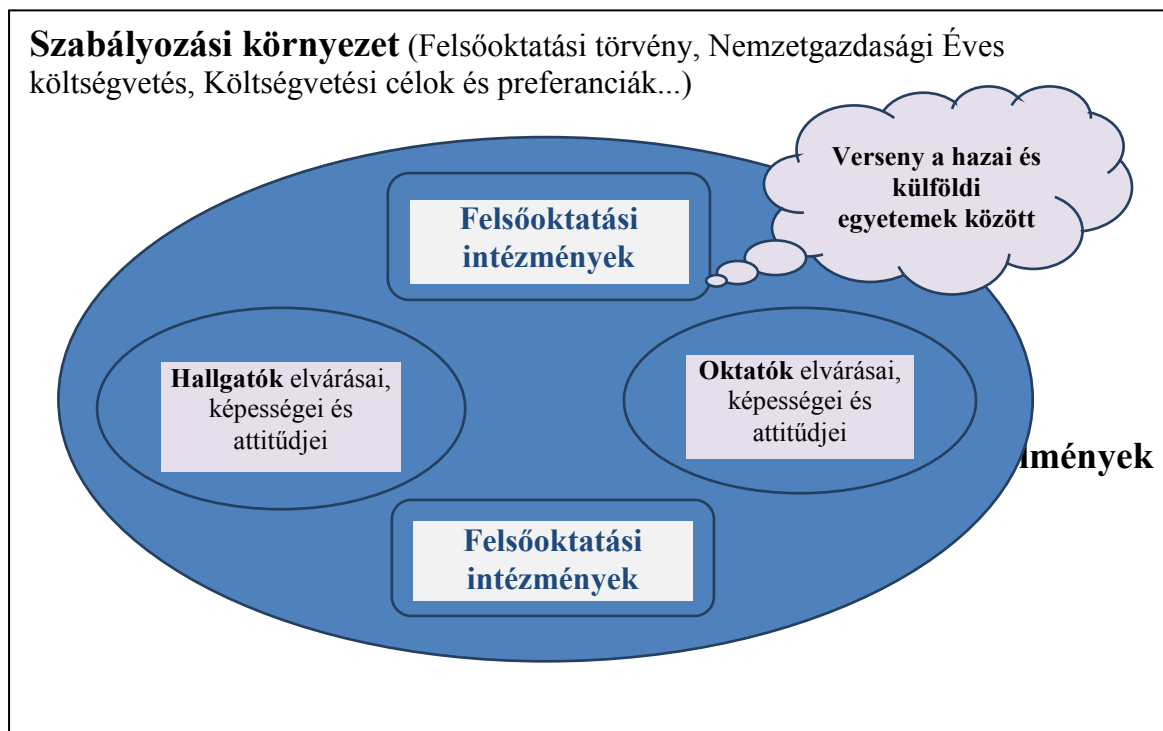 Szabályozási környezet (Felsőoktatási törvény, Nemzetgazdasági Éves
költségvetés, Költségvetési célok és preferanciák...)
Verseny a hazai és
külföldi
egyetemek között
Felsőoktatási
intézmények
Hallgatók elvárásai,
képességei és
attitűdjei
Oktatók elvárásai,
képességei és
attitűdjei
Felsőoktatási
intézmények